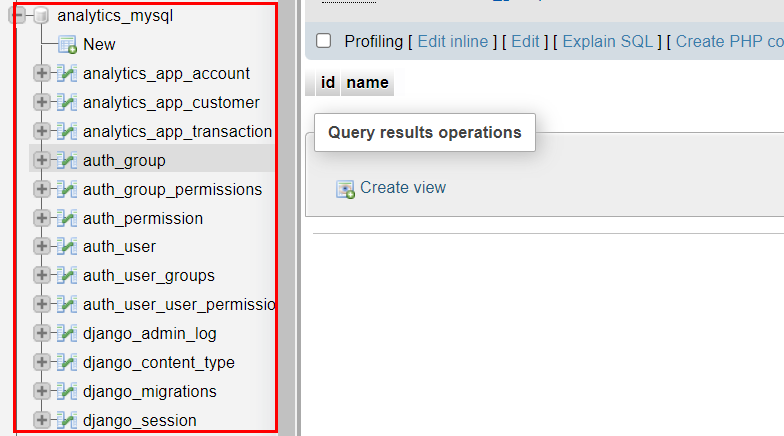 analytics_mysql
New
analytics_app_account
analytics_app_customer
analytics_app_transaction
auth_group
auth_group_permissions
auth_permission
auth_user
auth_user_groups
auth_user_user_permissio
django_admin_log
django_content_type
django_migrations
django_session
Profiling [ Edit inline ] [ Edit ] [ Explain SQL ] [ Create PHP co
id name
Query results operations
Create view